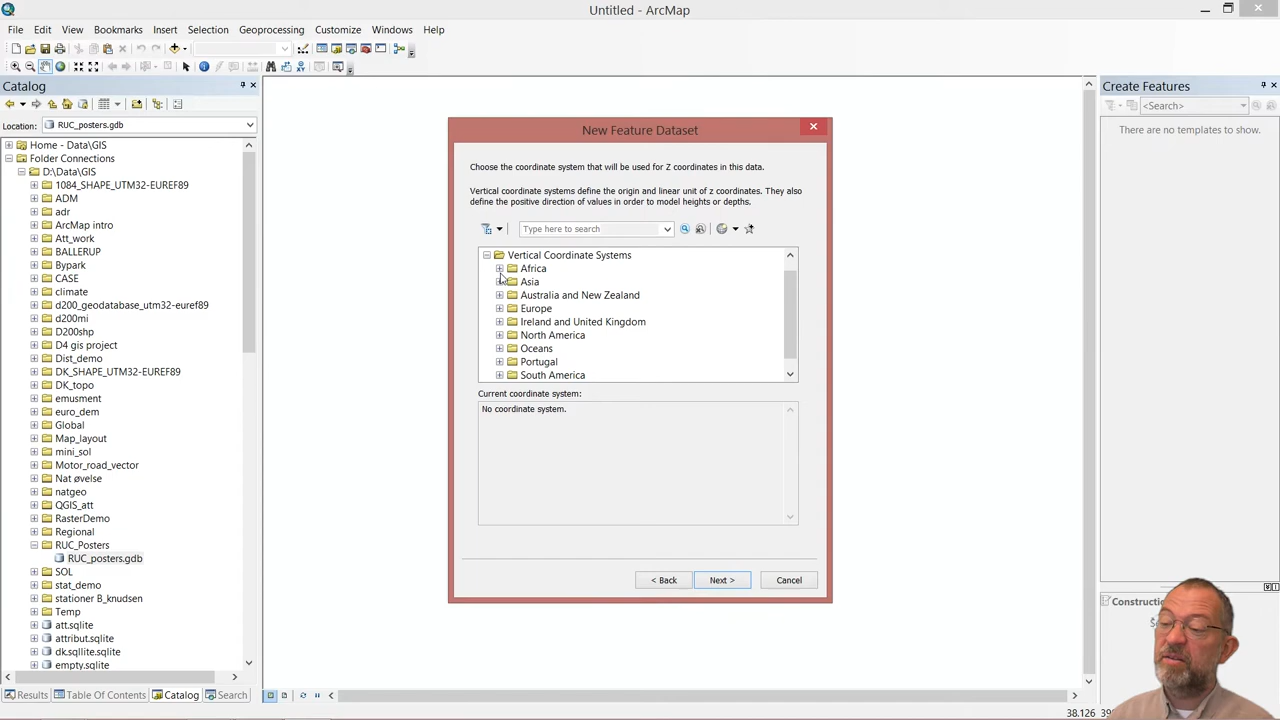 Untitled - ArcMap
File Edit View Bookmarks Insert Selection Geoprocessing Customize Windows Help
Catalog
Location: RUC_posters.gdb
Home - Data\GIS
Folder Connections
D:\Data\GIS
1084_SHAPE_UTM32-EUREF89
ADM
adr
ArcMap intro
Att_work
BALLERUP
Bypark
CASE
climate
d200_geodatabase_utm32-euref89
d200mi
D200shp
D4 gis project
Dist_demo
DK_SHAPE_UTM32-EUREF89
DK_topo
emusment
euro_dem
Global
Map_layout
mini_sol
Motor_road_vector
Nat øvelse
natgeo
QGIS_att
RasterDemo
Regional
RUC_Posters
RUC_posters.gdb
SOL
stat_demo
stationer B_knudsen
Temp
att.sqlite
attribut.sqlite
dk.sqllite.sqlite
empty.sqlite
Results Table Of Contents Catalog Search
New Feature Dataset
Choose the coordinate system that will be used for Z coordinates in this data.
Vertical coordinate systems define the origin and linear unit of z coordinates. They also
define the positive direction of values in order to model heights or depths.
Type here to search
Vertical Coordinate Systems
Africa
Asia
Australia and New Zealand
Europe
Ireland and United Kingdom
North America
Oceans
Portugal
South America
Current coordinate system:
No coordinate system.
< Back Next > Cancel
Create Features
<Search>
There are no templates to show.
38.126